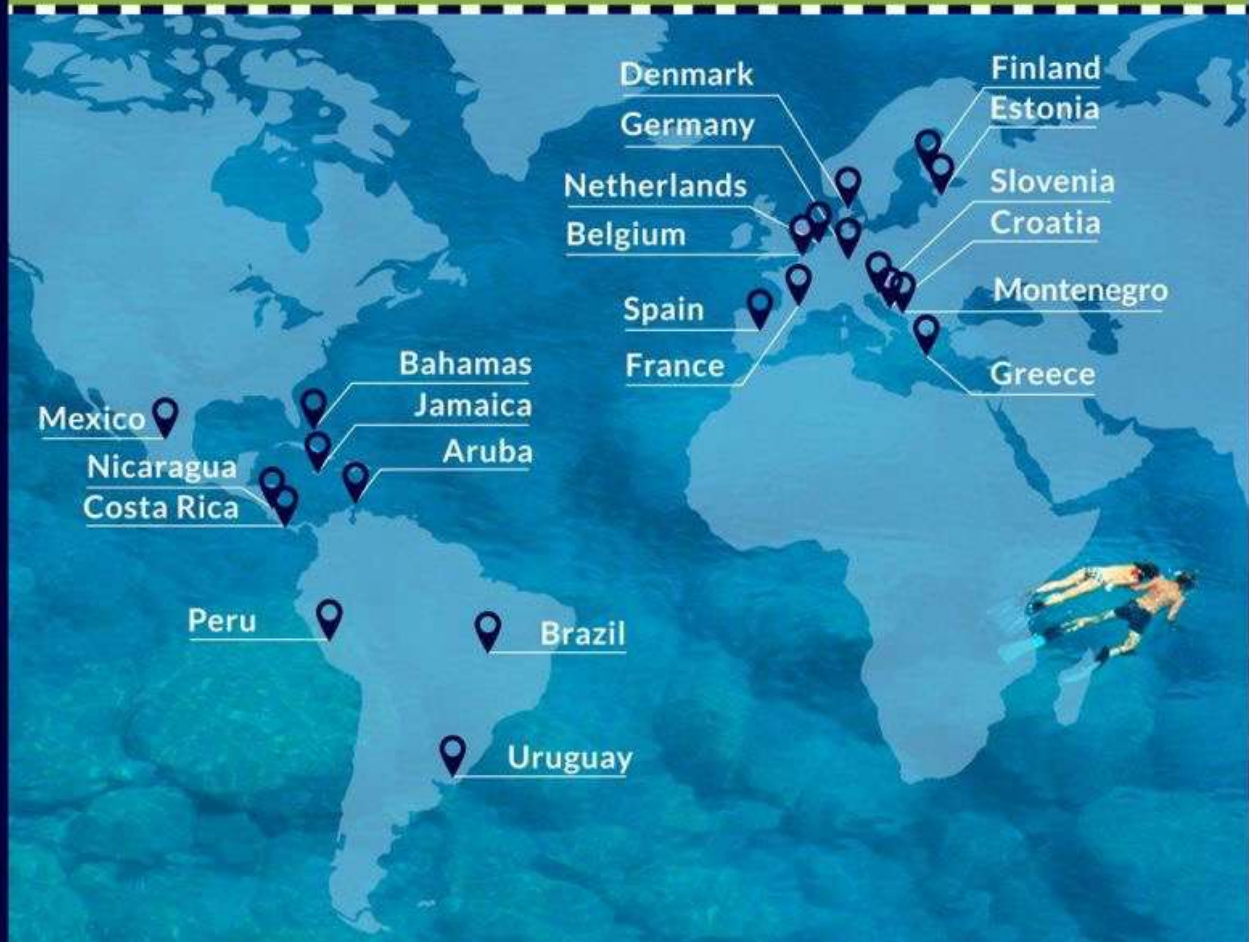 Denmark
Germany
Netherlands
Belgium
Spain
France
Finland
Estonia
Slovenia
Croatia
Montenegro
Greece
Bahamas
Jamaica
Aruba
Mexico
Nicaragua
Costa Rica
Peru
Brazil
Uruguay